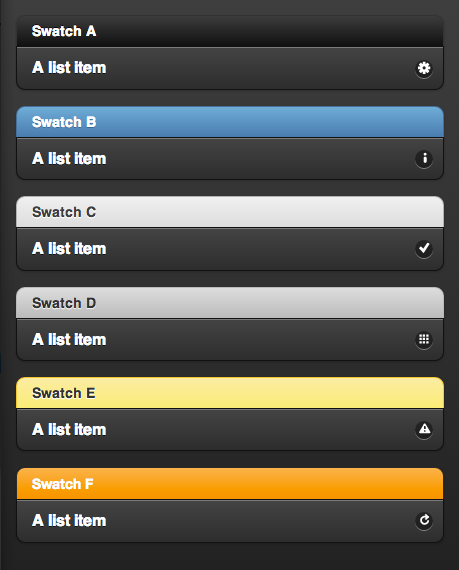 Swatch A
A list item
Swatch B
A list item
Swatch C
A list item
Swatch D
A list item
Swatch E
A list item
Swatch F
A list item